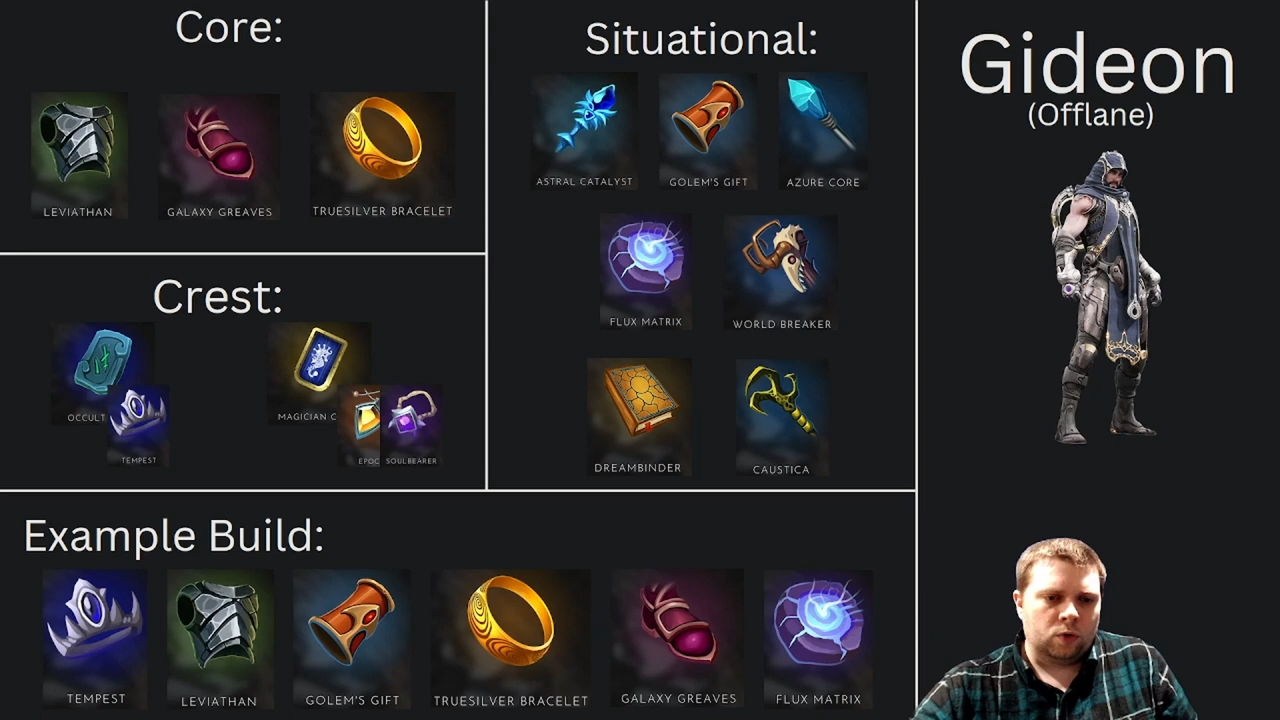 Core:
LEVIATHAN
GALAXY GREAVES
TRUESILVER BRACELET
Crest:
OCCULT
TEMPEST
MAGICIAN C
EPOC
SOULBEARER
Situational:
ASTRAL CATALYST
GOLEM'S GIFT
AZURE CORE
FLUX MATRIX
WORLD BREAKER
DREAMBINDER
CAUSTICA
Gideon
(Offlane)
Example Build:
TEMPEST
LEVIATHAN
GOLEM'S GIFT
TRUESILVER BRACELET
GALAXY GREAVES
FLUX MATRIX